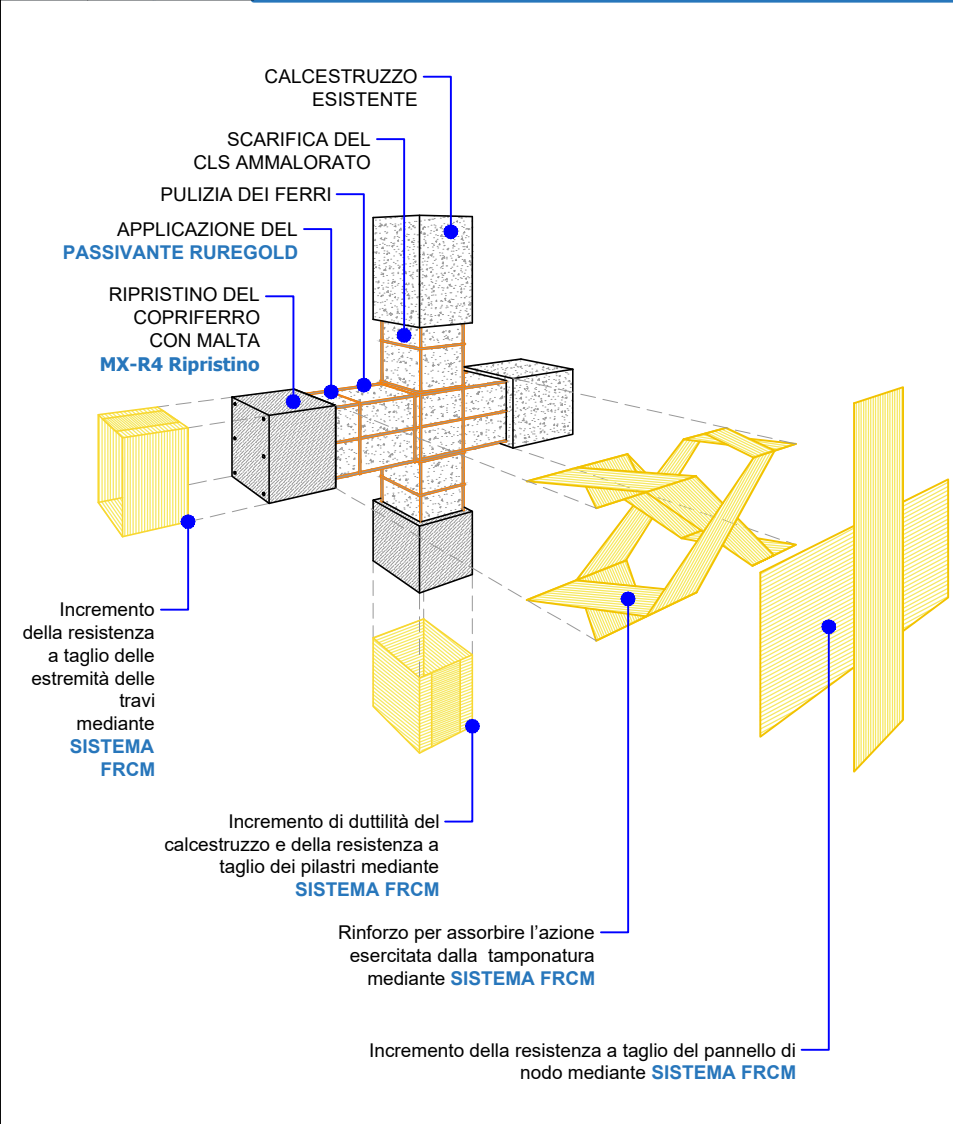 CALCESTRUZZO
ESISTENTE
SCARIFICA DEL
CLS AMMALORATO
PULIZIA DEI FERRI
APPLICAZIONE DEL
PASSIVANTE RUREGOLD
RIPRISTINO DEL
COPRIFERRO
CON MALTA
MX-R4 Ripristino
Incremento
della resistenza
a taglio delle
estremità delle
travi
mediante
SISTEMA
FRCM
Incremento di duttilità del
calcestruzzo e della resistenza a
taglio dei pilastri mediante
SISTEMA FRCM
Rinforzo per assorbire l'azione
esercitata dalla tamponatura
mediante SISTEMA FRCM
Incremento della resistenza a taglio del pannello di
nodo mediante SISTEMA FRCM